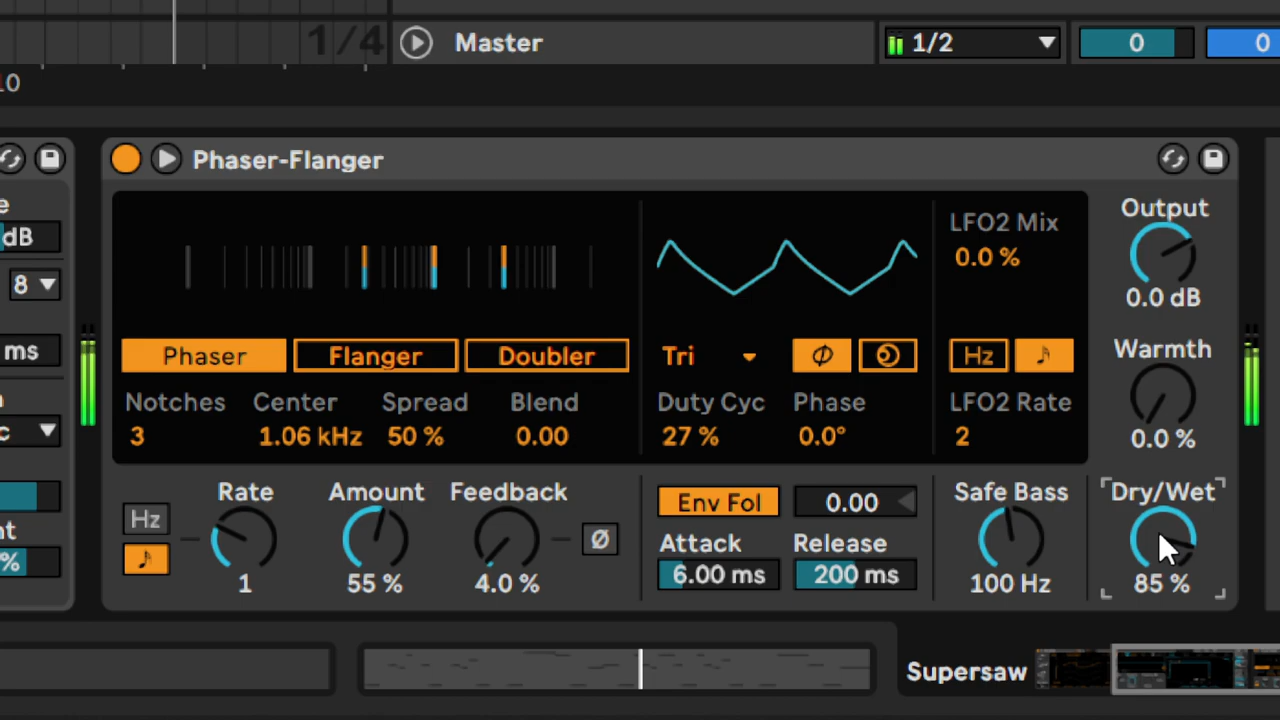 1/4
Master
1/2
0
0
10
Phaser-Flanger
e
dB
8
ms
c
%
Output
0.0 dB
Warmth
0.0 %
LFO2 Mix
0.0 %
Phaser
Flanger
Doubler
Tri
Hz
Notches
Center
Spread
Blend
Duty Cyc
Phase
LFO2 Rate
3
1.06 kHz
50 %
0.00
27 %
0.0°
2
Hz
Rate
1
Amount
55 %
Feedback
4.0 %
Ø
Env Fol
0.00
Attack
Release
6.00 ms
200 ms
Safe Bass
100 Hz
Dry/Wet
85 %
Supersaw